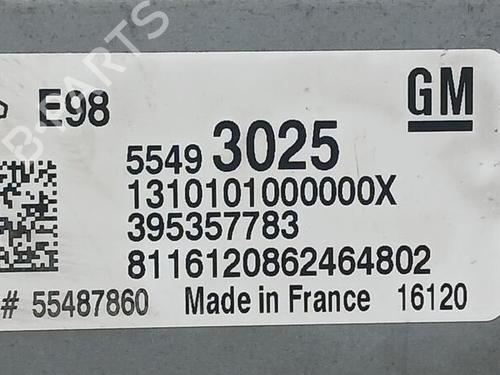 E98
GM
5549 3025
1310101000000X
395357783
8116120862464802
# 55487860 Made in France 16120